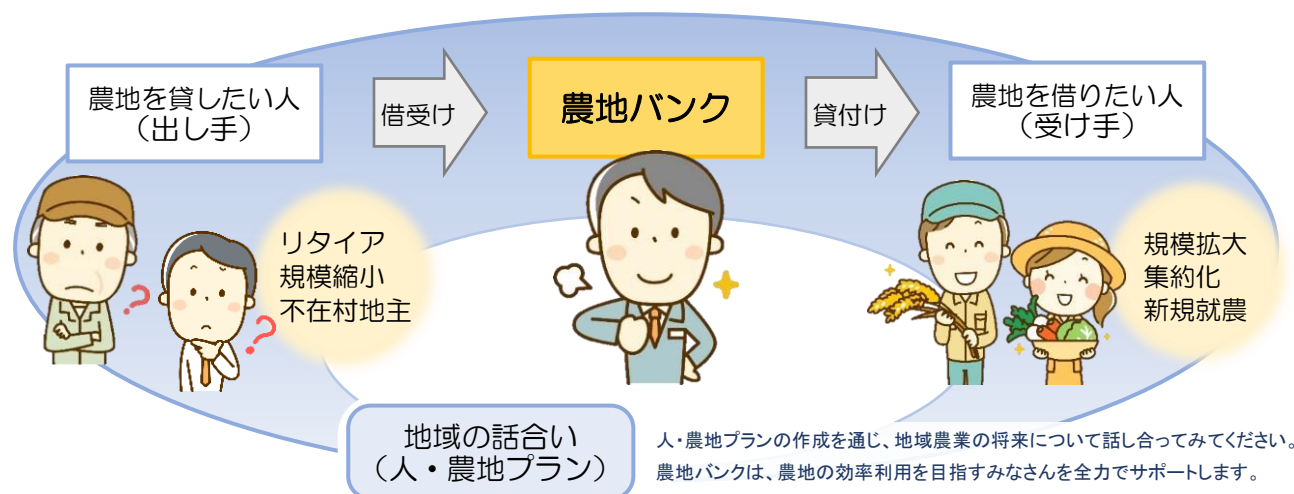 農地を貸したい人
（出し手）
借受け
農地バンク
貸付け
農地を借りたい人
（受け手）
リタイア
規模縮小
不在村地主
?
?
規模拡大
集約化
新規就農
地域の話合い
（人・農地プラン）
人・農地プランの作成を通じ、地域農業の将来について話し合ってみてください。
農地バンクは、農地の効率利用を目指すみなさんを全力でサポートします。